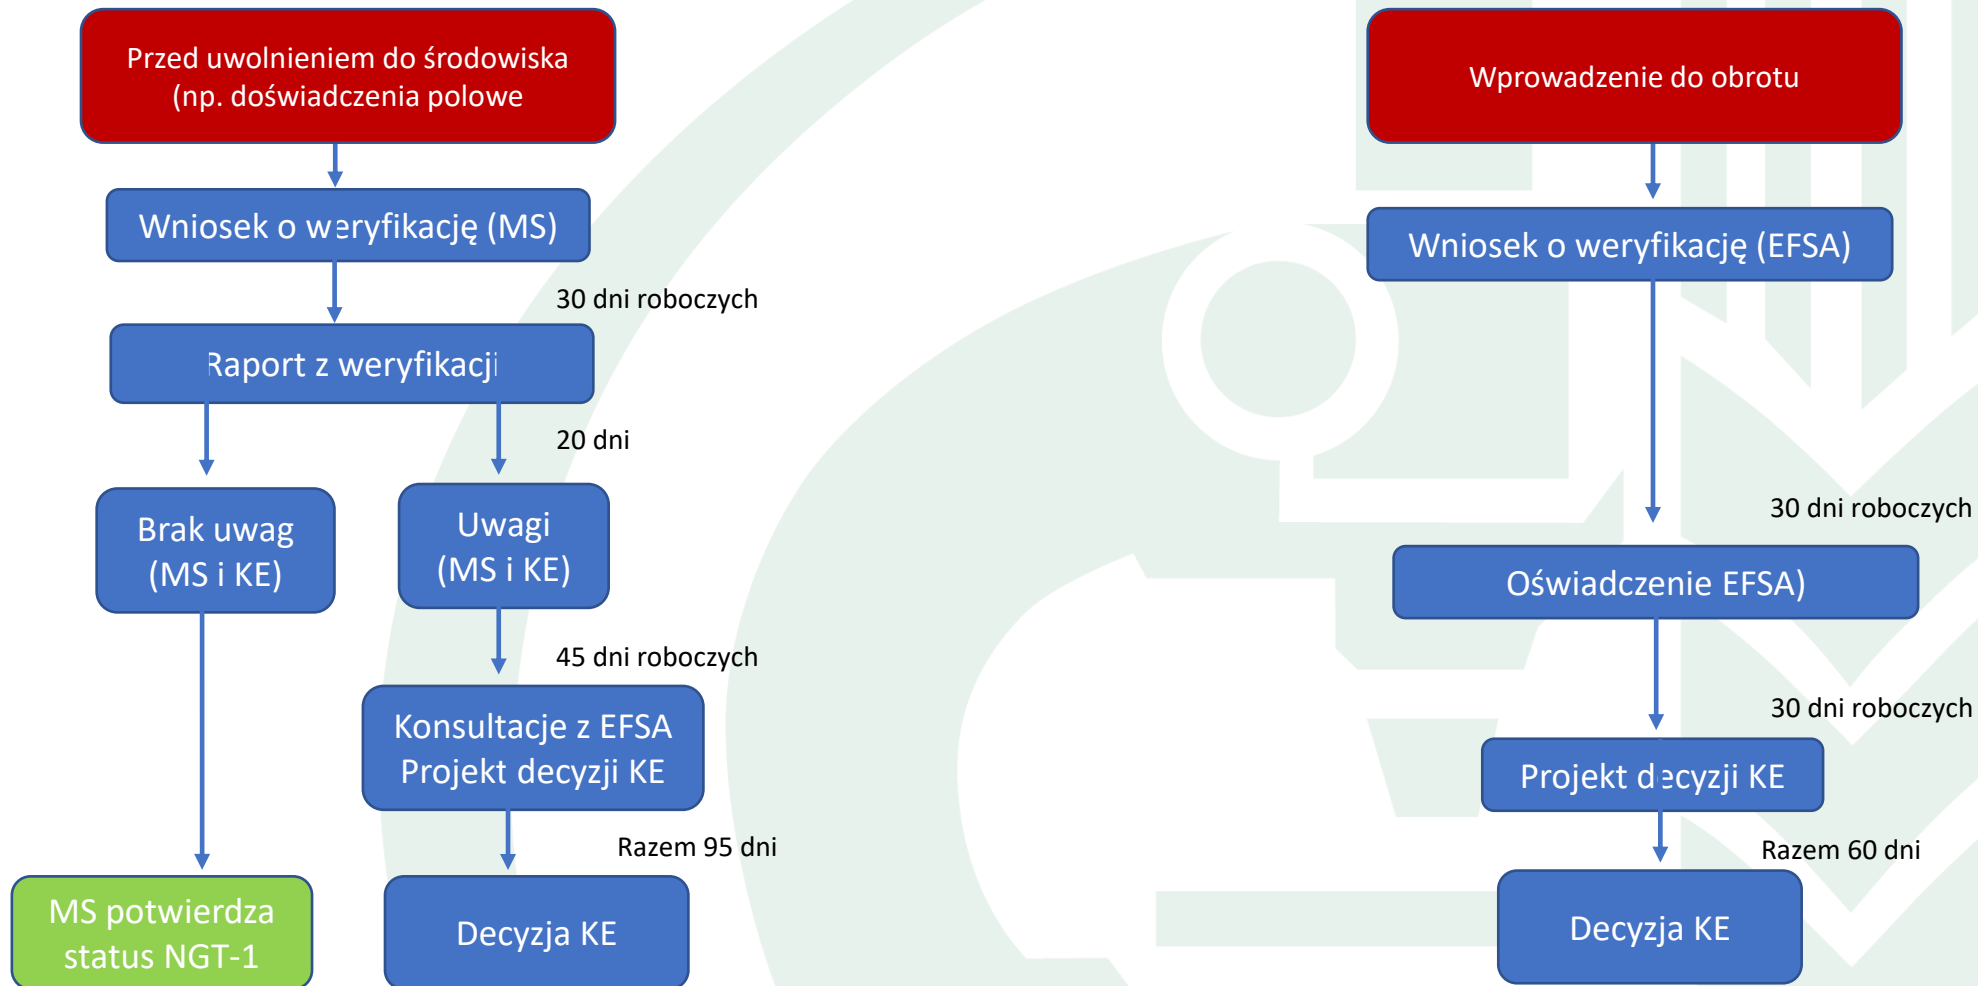 Przed uwolnieniem do środowiska
(np. doświadczenia polowe
Wniosek o weryfikację (MS)
30 dni roboczych
Raport z weryfikacji
20 dni
Brak uwag
(MS i KE)
Uwagi
(MS i KE)
45 dni roboczych
Konsultacje z EFSA
Projekt decyzji KE
Razem 95 dni
MS potwierdza
status NGT-1
Decyzja KE
Wprowadzenie do obrotu
Wniosek o weryfikację (EFSA)
30 dni roboczych
Oświadczenie EFSA)
30 dni roboczych
Projekt decyzji KE
Razem 60 dni
Decyzja KE